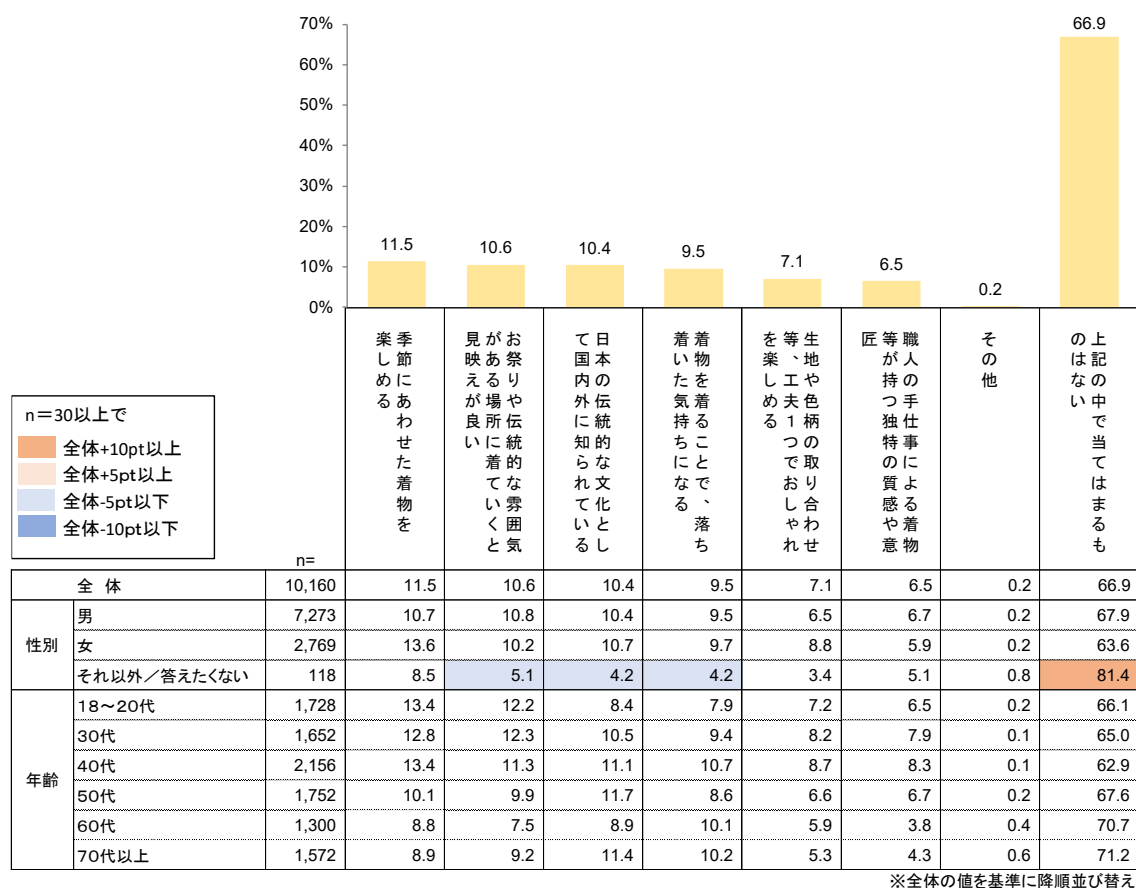 70%
60%
50%
40%
30%
20%
10%
0%
11.5
10.6
10.4
9.5
7.1
6.5
0.2
66.9
季節にあわせた着物を
楽しめる
お祭りや伝統的な雰囲気
がある場所に着ていくと
見映えが良い
日本の伝統的な文化とし
て国内外に知られている
着物を着ることで、落ち
着いた気持ちになる
生地や色柄の取り合わせ
等、工夫1つでおしゃれ
を楽しめる
職人の手仕事による着物
等が持つ独特の質感や意
匠
その他
上記の中で当てはまるも
のはない
n=30以上で
全体+10pt以上
全体+5pt以上
全体-5pt以下
全体-10pt以下
n=
全 体 10,160 11.5 10.6 10.4 9.5 7.1 6.5 0.2 66.9
性別
男 7,273 10.7 10.8 10.4 9.5 6.5 6.7 0.2 67.9
女 2,769 13.6 10.2 10.7 9.7 8.8 5.9 0.2 63.6
それ以外/答えたくない 118 8.5 5.1 4.2 4.2 3.4 5.1 0.8 81.4
年齢
18~20代 1,728 13.4 12.2 8.4 7.9 7.2 6.5 0.2 66.1
30代 1,652 12.8 12.3 10.5 9.4 8.2 7.9 0.1 65.0
40代 2,156 13.4 11.3 11.1 10.7 8.7 8.3 0.1 62.9
50代 1,752 10.1 9.9 11.7 8.6 6.6 6.7 0.2 67.6
60代 1,300 8.8 7.5 8.9 10.1 5.9 3.8 0.4 70.7
70代以上 1,572 8.9 9.2 11.4 10.2 5.3 4.3 0.6 71.2
※全体の値を基準に降順並び替え